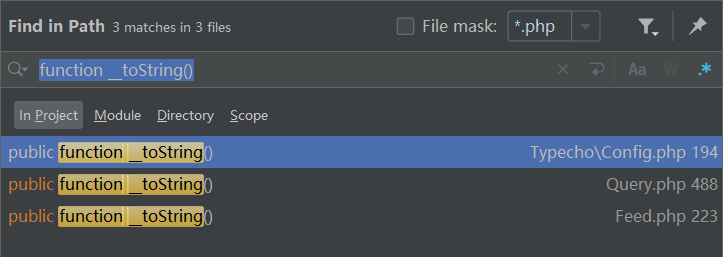 Find in Path 3 matches in 3 files File mask: *.php
function __toString() Aa W .*
In Project Module Directory Scope
public function __toString() Typecho\Config.php 194
public function __toString() Query.php 488
public function __toString() Feed.php 223